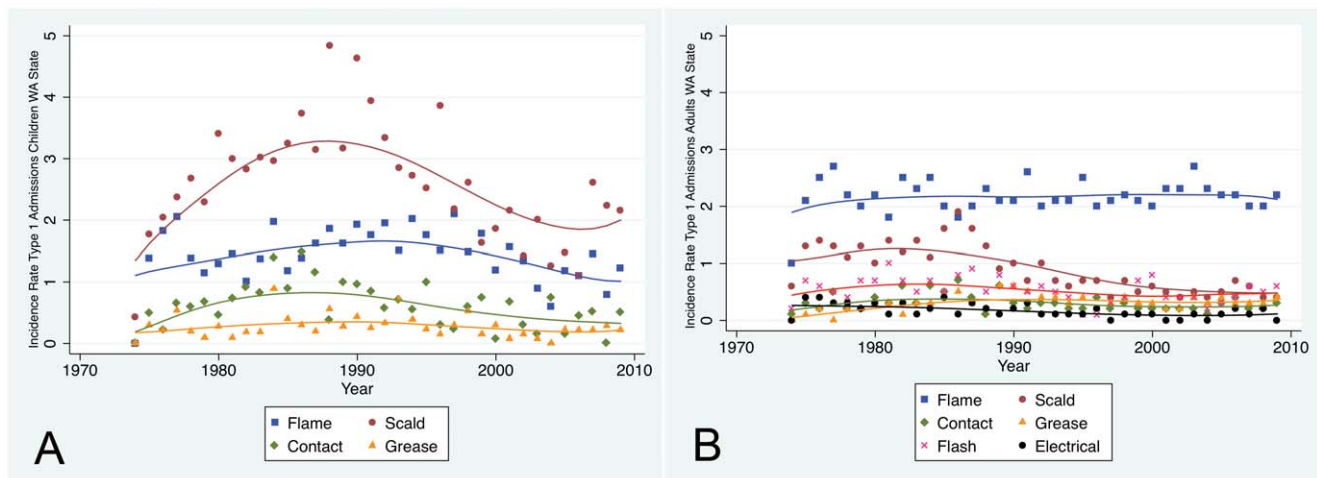 5
4
3
2
1
0
Incidence Rate Type 1 Admissions Children WA State
1970 1980 1990 2000 2010
Year
Flame Scald
Contact Grease
A
5
4
3
2
1
0
Incidence Rate Type 1 Admissions Adults WA State
1970 1980 1990 2000 2010
Year
Flame Scald
Contact Grease
Flash Electrical
B